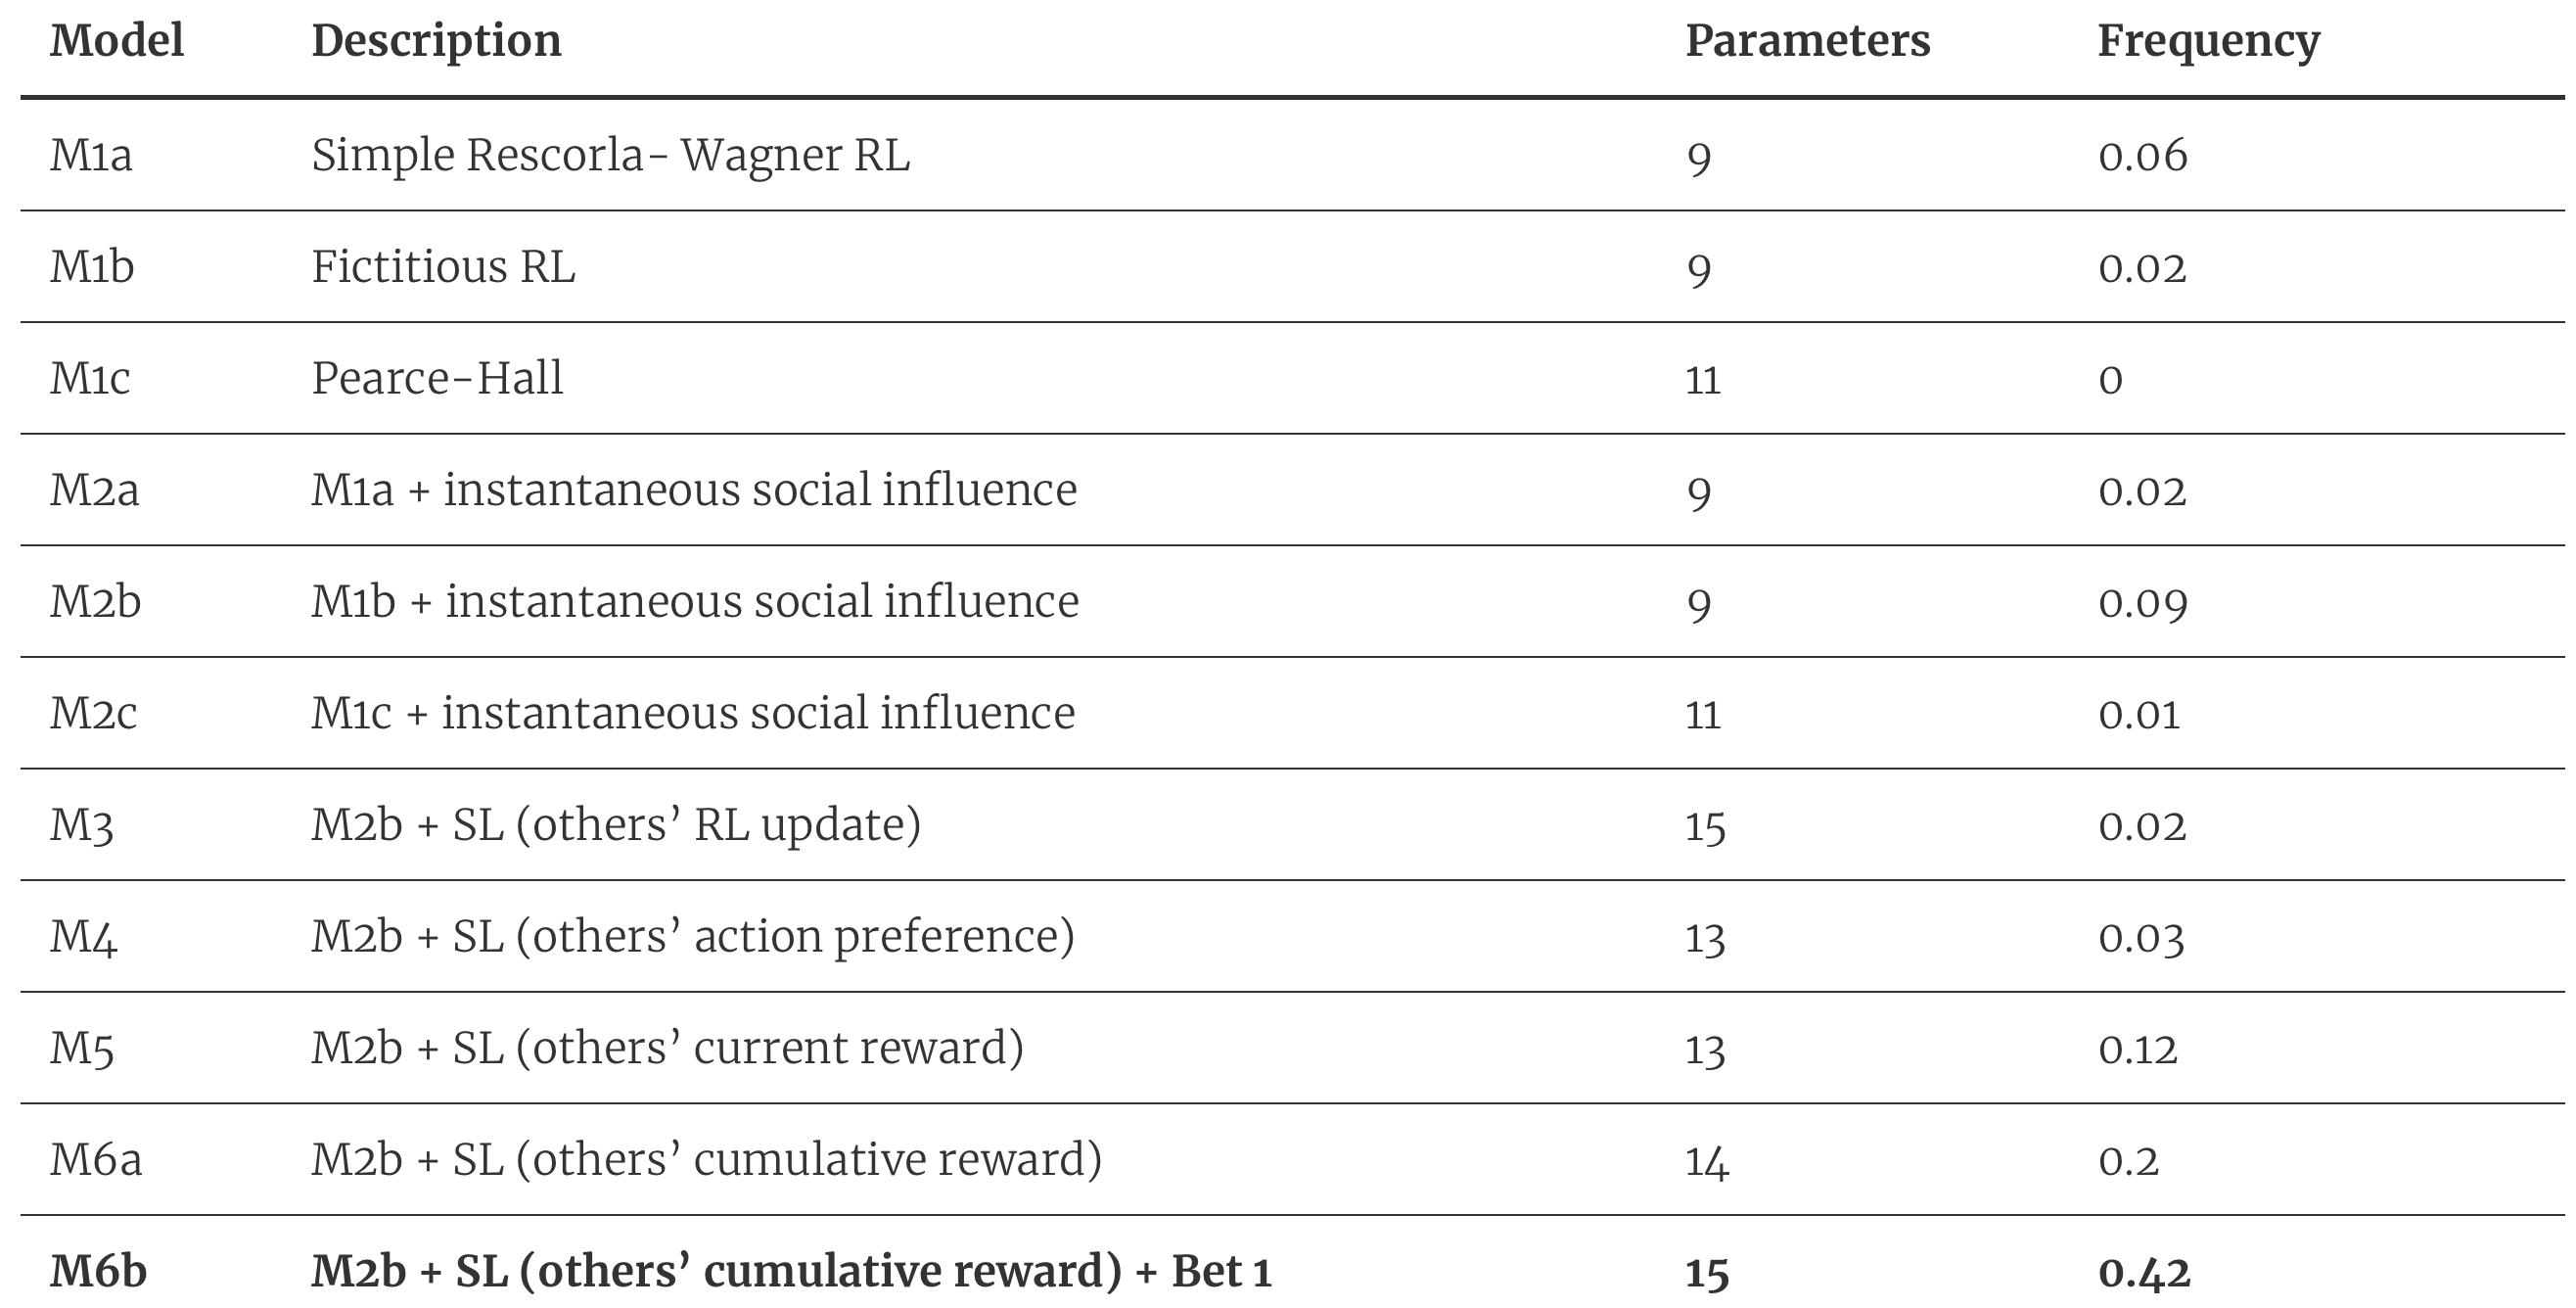 Model Description Parameters Frequency
M1a Simple Rescorla- Wagner RL 9 0.06
M1b Fictitious RL 9 0.02
M1c Pearce-Hall 11 0
M2a M1a + instantaneous social influence 9 0.02
M2b M1b + instantaneous social influence 9 0.09
M2c M1c + instantaneous social influence 11 0.01
M3 M2b + SL (others’ RL update) 15 0.02
M4 M2b + SL (others’ action preference) 13 0.03
M5 M2b + SL (others’ current reward) 13 0.12
M6a M2b + SL (others’ cumulative reward) 14 0.2
M6b M2b + SL (others’ cumulative reward) + Bet 1 15 0.42